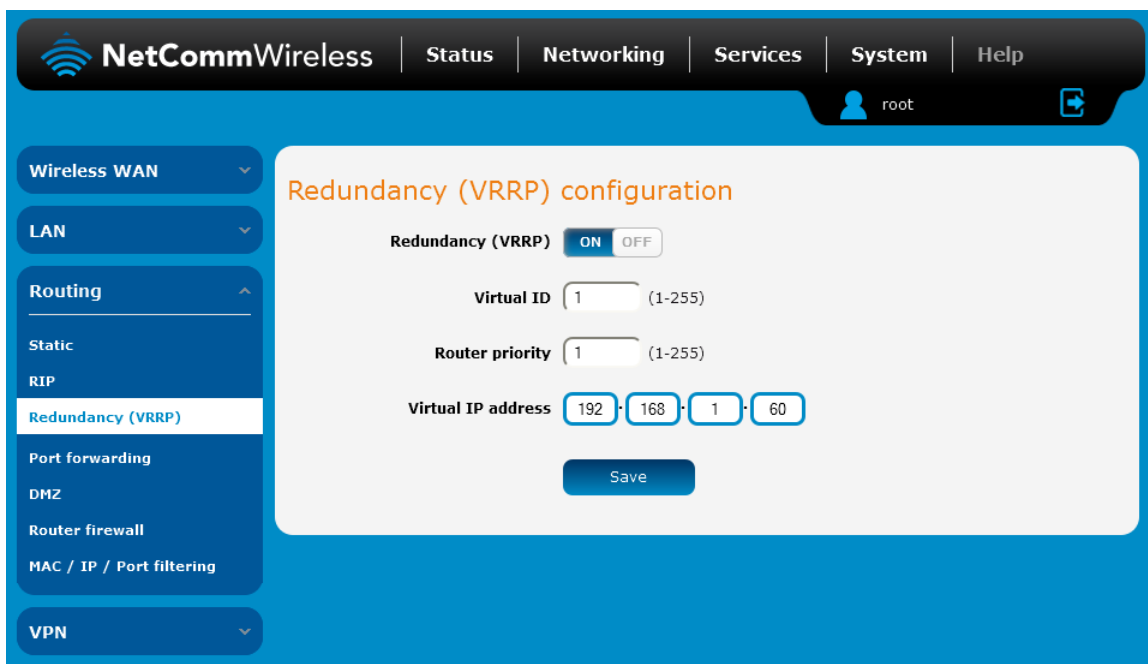 NetCommWireless Status Networking Services System Help
root
Wireless WAN
LAN
Routing
Static
RIP
Redundancy (VRRP)
Port forwarding
DMZ
Router firewall
MAC / IP / Port filtering
VPN
Redundancy (VRRP) configuration
Redundancy (VRRP) ON OFF
Virtual ID 1 (1-255)
Router priority 1 (1-255)
Virtual IP address 192 · 168 · 1 · 60
Save